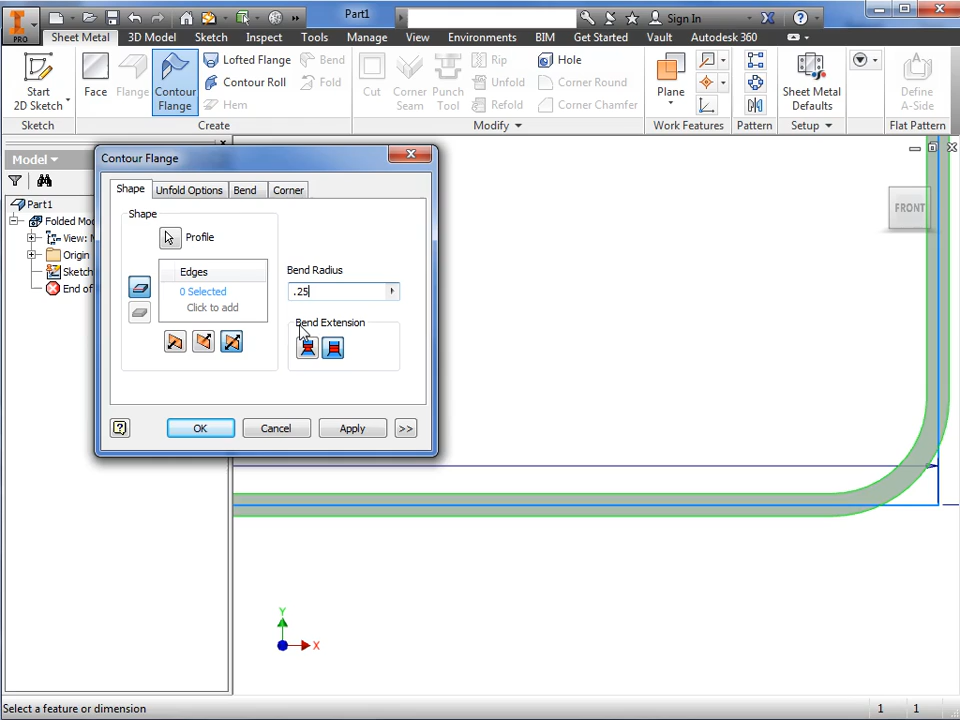 Part1
Sign In
PRO
Sheet Metal
3D Model
Sketch
Inspect
Tools
Manage
View
Environments
BIM
Get Started
Vault
Autodesk 360
Start
2D Sketch
Face
Flange
Contour
Flange
Lofted Flange
Contour Roll
Hem
Bend
Fold
Cut
Corner
Seam
Punch
Tool
Rip
Unfold
Refold
Hole
Corner Round
Corner Chamfer
Plane
Sheet Metal
Defaults
Define
A-Side
Sketch
Create
Modify
Work Features
Pattern
Setup
Flat Pattern
Model
Part1
Folded Mo
View: M
Origin
Sketch
End of
Contour Flange
Shape
Unfold Options
Bend
Corner
Shape
Profile
Edges
0 Selected
Click to add
Bend Radius
.25
Bend Extension
OK
Cancel
Apply
>>
FRONT
Y
X
Select a feature or dimension
1
1